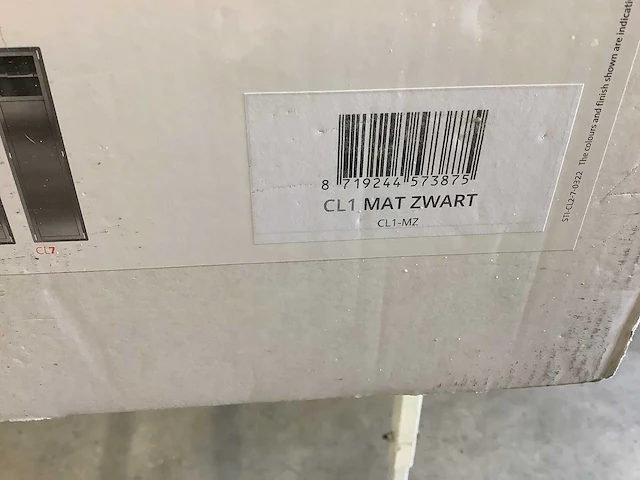 8 719244 573875
CL1 MAT ZWART
CL1-MZ
CL7
STI-CL2-7-0322 The colours and finish shown are indicati